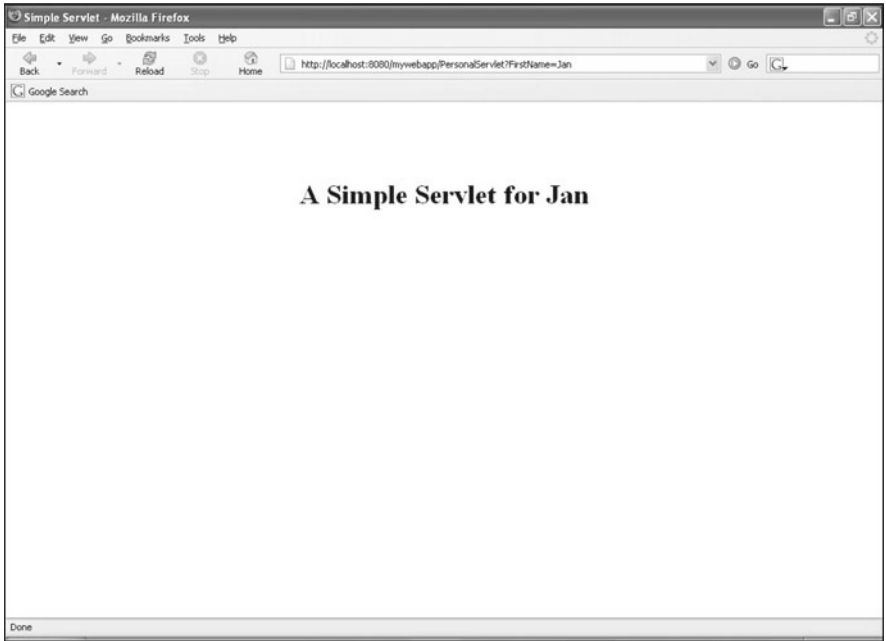 Simple Servlet - Mozilla Firefox
File Edit View Go Bookmarks Tools Help
Back Forward Reload Stop Home http://localhost:8080/mywebapp/PersonalServlet?FirstName=Jan Go G
G Google Search
A Simple Servlet for Jan
Done